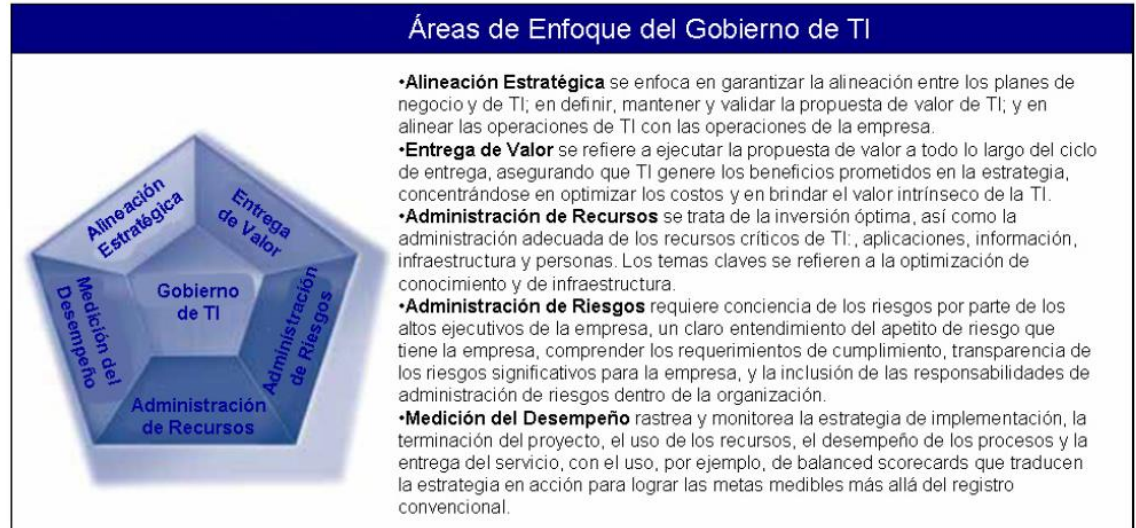 Áreas de Enfoque del Gobierno de TI
Alineación
Estratégica
Entrega
de Valor
Medición del
Desempeño
Gobierno
de TI
Administración
de Riesgos
Administración
de Recursos
•Alineación Estratégica se enfoca en garantizar la alineación entre los planes de
negocio y de TI; en definir, mantener y validar la propuesta de valor de TI; y en
alinear las operaciones de TI con las operaciones de la empresa.
•Entrega de Valor se refiere a ejecutar la propuesta de valor a todo lo largo del ciclo
de entrega, asegurando que TI genere los beneficios prometidos en la estrategia,
concentrándose en optimizar los costos y en brindar el valor intrínseco de la TI.
•Administración de Recursos se trata de la inversión óptima, así como la
administración adecuada de los recursos críticos de TI:, aplicaciones, información,
infraestructura y personas. Los temas claves se refieren a la optimización de
conocimiento y de infraestructura.
•Administración de Riesgos requiere conciencia de los riesgos por parte de los
altos ejecutivos de la empresa, un claro entendimiento del apetito de riesgo que
tiene la empresa, comprender los requerimientos de cumplimiento, transparencia de
los riesgos significativos para la empresa, y la inclusión de las responsabilidades de
administración de riesgos dentro de la organización.
•Medición del Desempeño rastrea y monitorea la estrategia de implementación, la
terminación del proyecto, el uso de los recursos, el desempeño de los procesos y la
entrega del servicio, con el uso, por ejemplo, de balanced scorecards que traducen
la estrategia en acción para lograr las metas medibles más allá del registro
convencional.